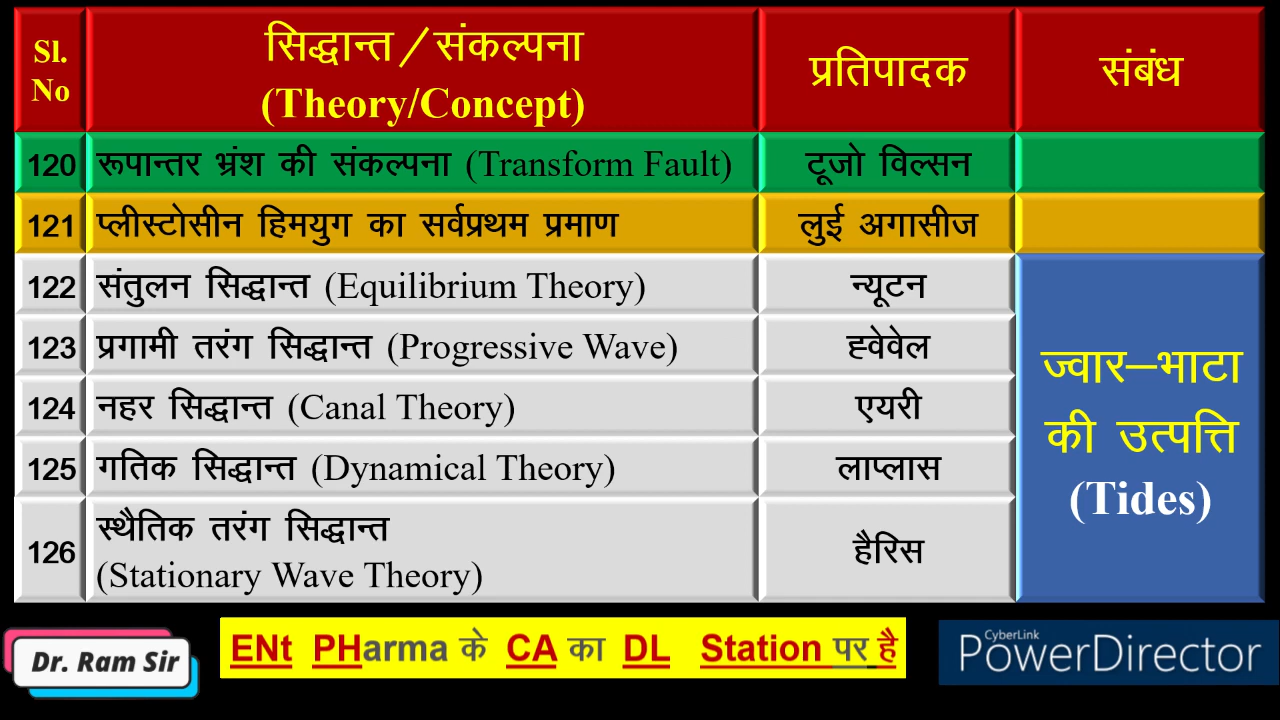 Sl. No सिद्धान्त/संकल्पना (Theory/Concept) प्रतिपादक संबंध
120 रूपान्तर भ्रंश की संकल्पना (Transform Fault) टूजो विल्सन
121 प्लीस्टोसीन हिमयुग का सर्वप्रथम प्रमाण लुई अगासीज
122 संतुलन सिद्धान्त (Equilibrium Theory) न्यूटन
123 प्रगामी तरंग सिद्धान्त (Progressive Wave) ह्वेवेल
124 नहर सिद्धान्त (Canal Theory) एयरी
125 गतिक सिद्धान्त (Dynamical Theory) लाप्लास
126 स्थैतिक तरंग सिद्धान्त
(Stationary Wave Theory) हैरिस
ज्वार–भाटा
की उत्पत्ति
(Tides)
Dr. Ram Sir
ENt PHarma के CA का DL Station पर है
CyberLink
PowerDirector